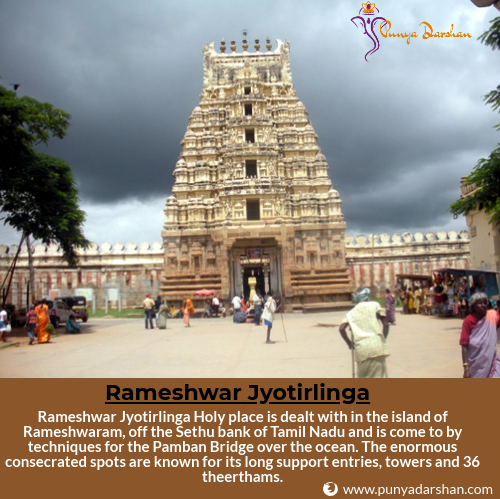 Punya Darshan
Rameshwar Jyotirlinga
Rameshwar Jyotirlinga Holy place is dealt with in the island of
Rameshwaram, off the Sethu bank of Tamil Nadu and is come to by
techniques for the Pamban Bridge over the ocean. The enormous
consecrated spots are known for its long support entries, towers and 36
theerthams.
www.punyadarshan.com